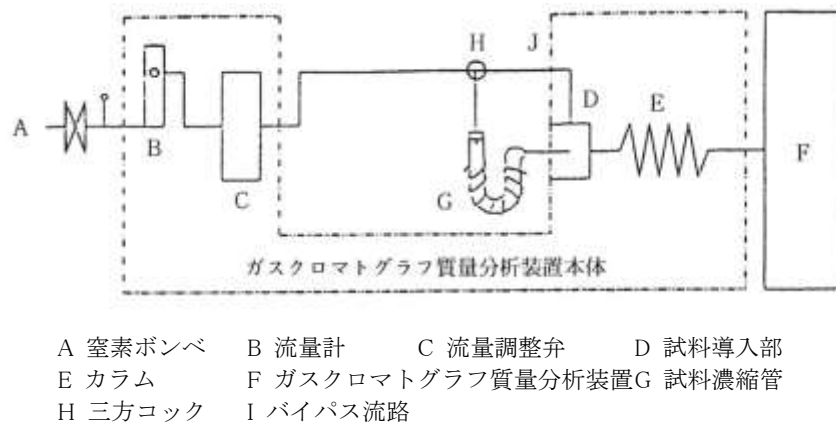 H
J
A
B
C
D
E
F
G
ガスクロマトグラフ質量分析装置本体
A 窒素ボンベ B 流量計 C 流量調整弁 D 試料導入部
E カラム F ガスクロマトグラフ質量分析装置G 試料濃縮管
H 三方コック I バイパス流路